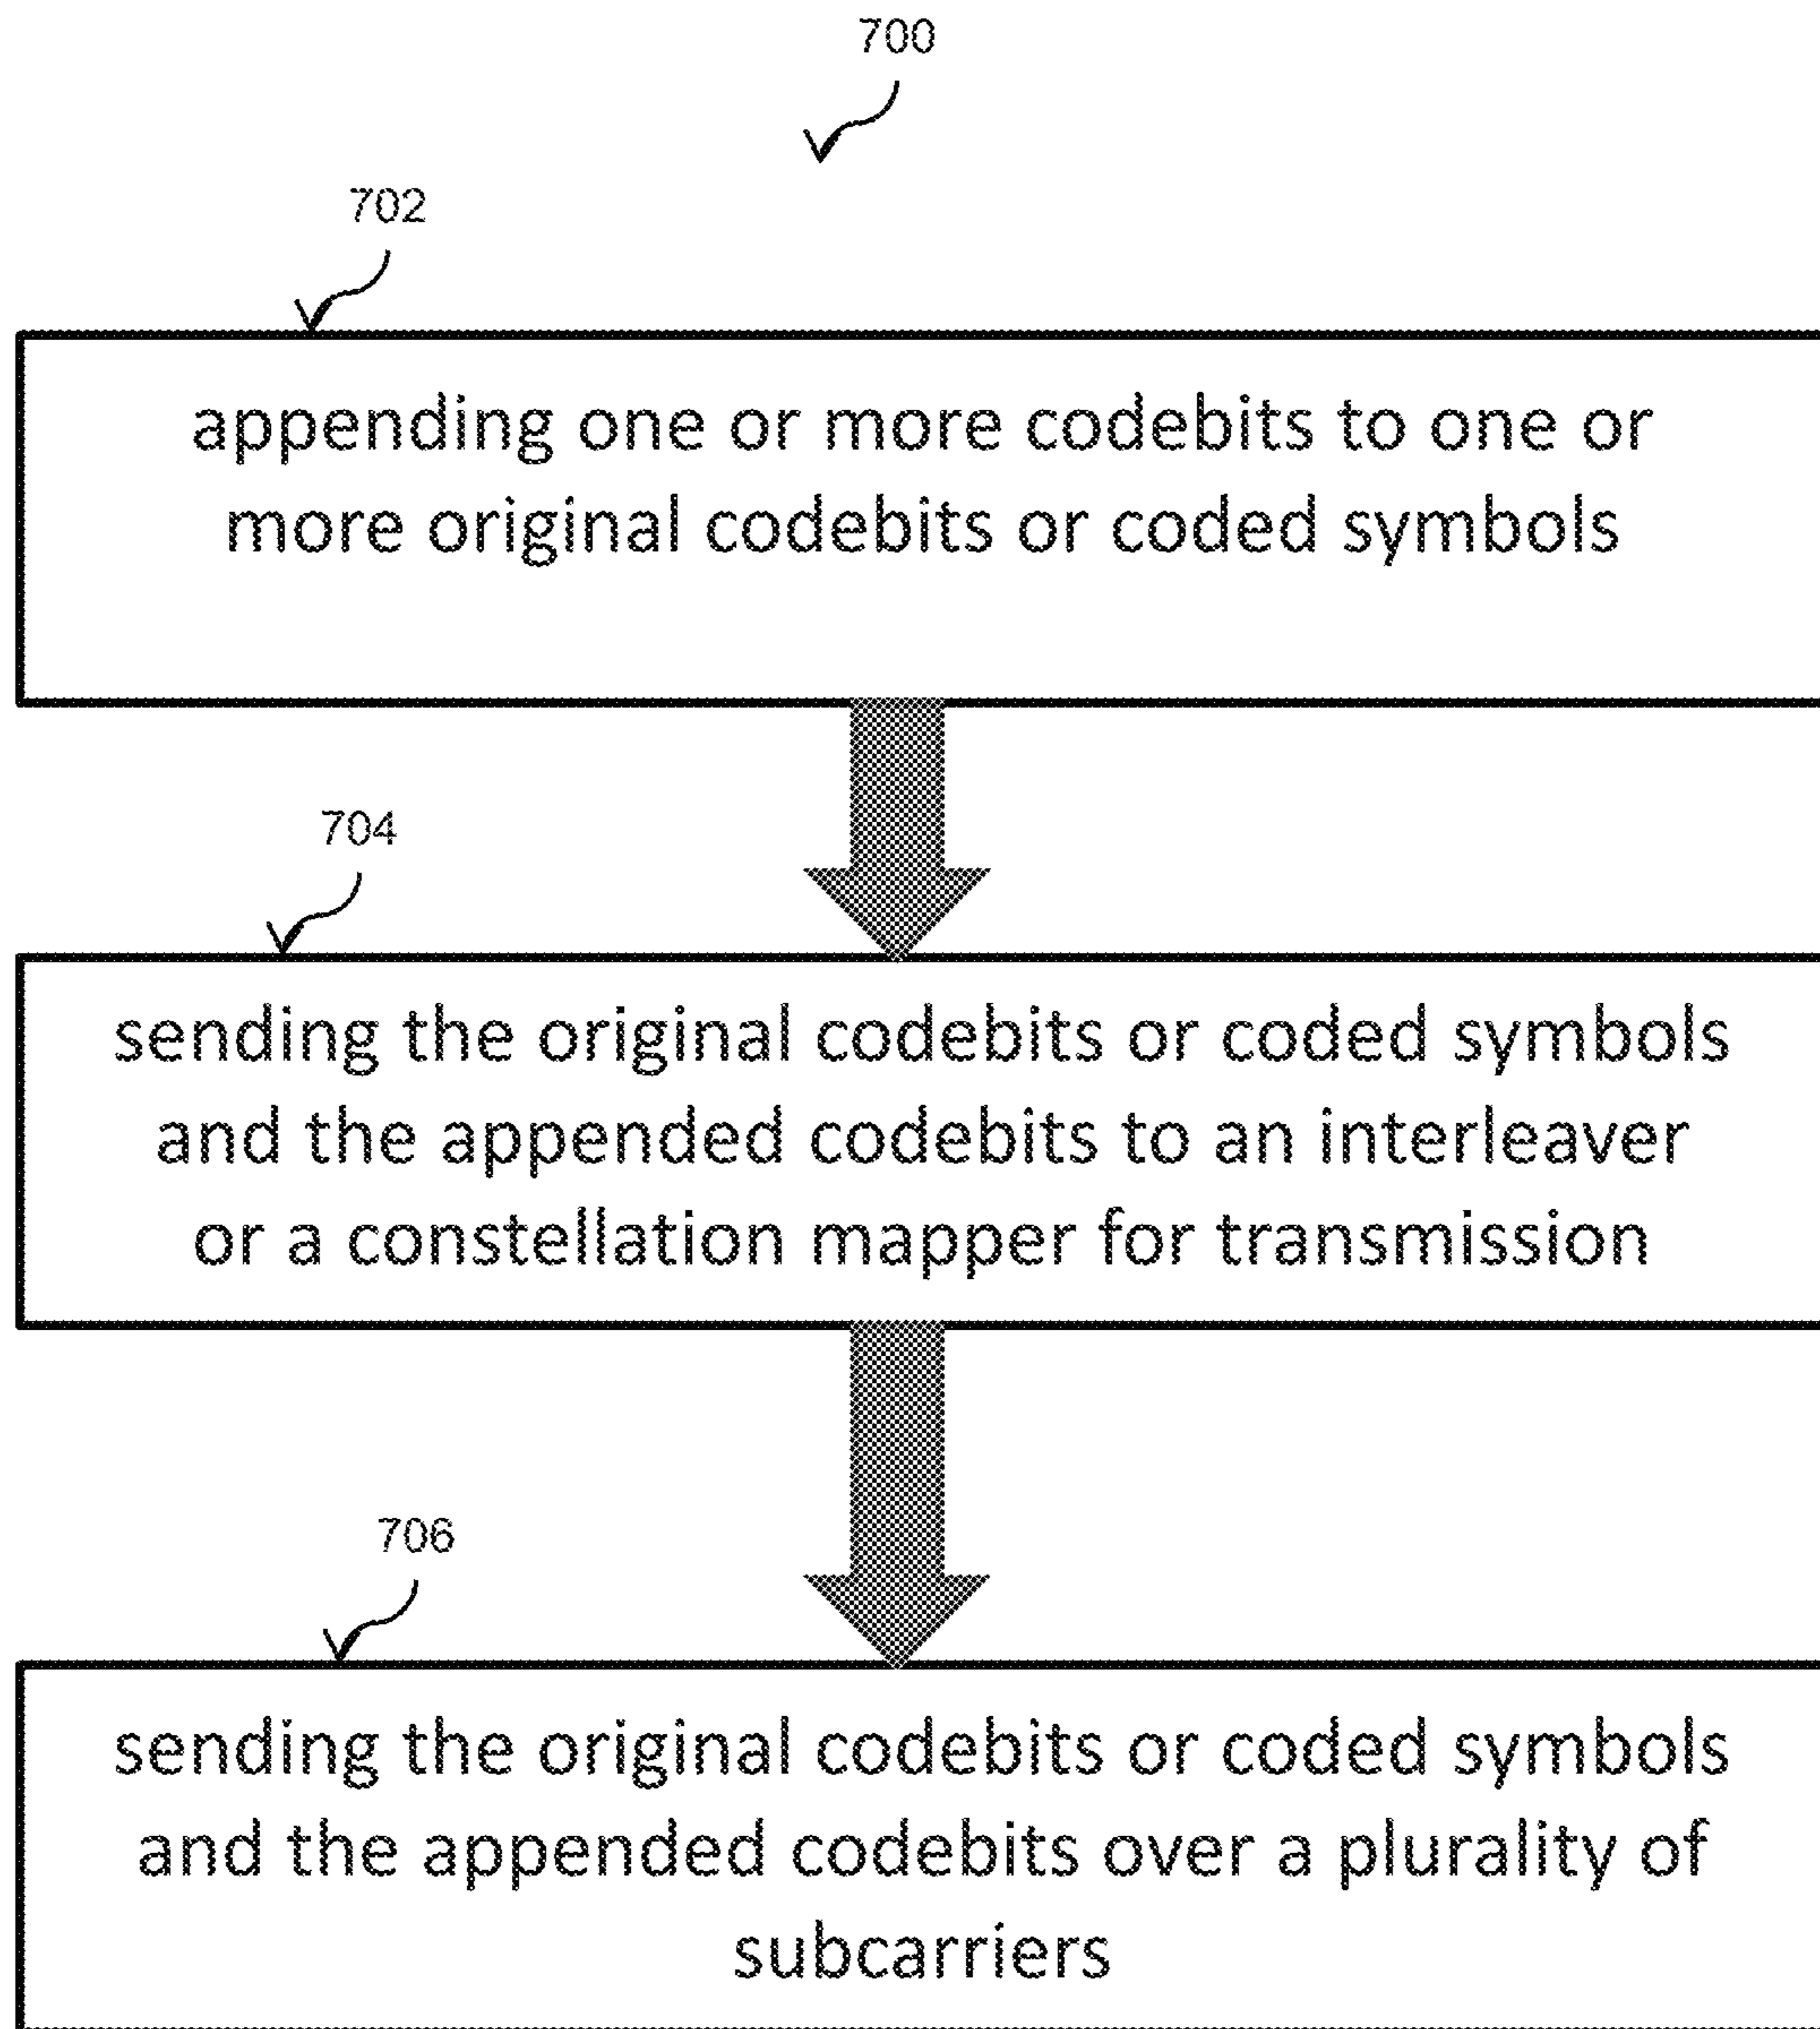 700
702
appending one or more codebits to one or
more original codebits or coded symbols
704
sending the original codebits or coded symbols
and the appended codebits to an interleaver
or a constellation mapper for transmission
706
sending the original codebits or coded symbols
and the appended codebits over a plurality of
subcarriers